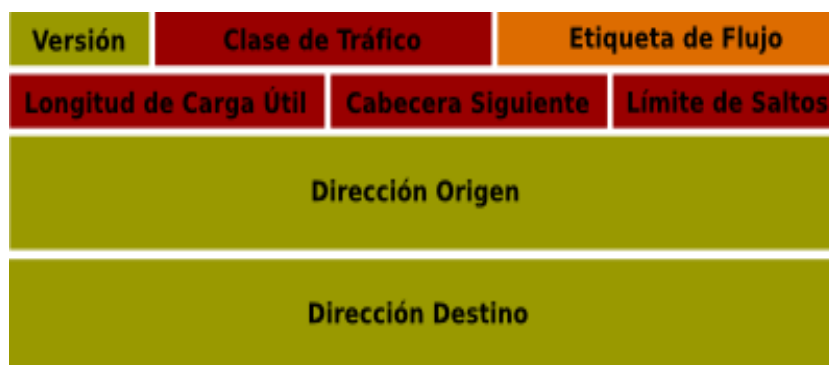 Versión Clase de Tráfico Etiqueta de Flujo
Longitud de Carga Útil Cabecera Siguiente Límite de Saltos
Dirección Origen
Dirección Destino